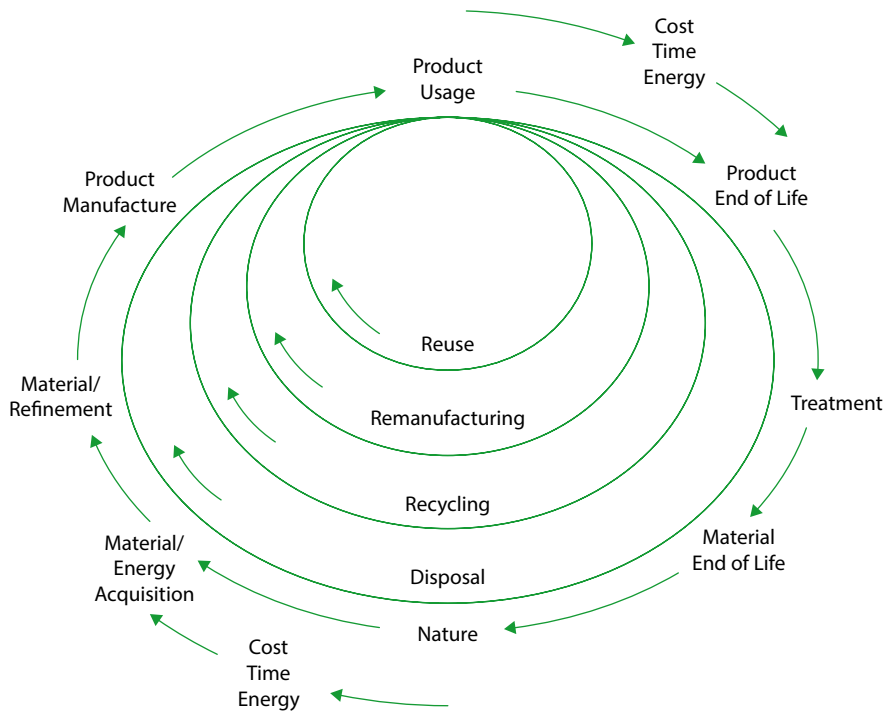 Cost
Time
Energy
Product
Usage
Product
End of Life
Product
Manufacture
Reuse
Material/
Refinement
Treatment
Remanufacturing
Recycling
Material
End of Life
Material/
Energy
Acquisition
Disposal
Nature
Cost
Time
Energy